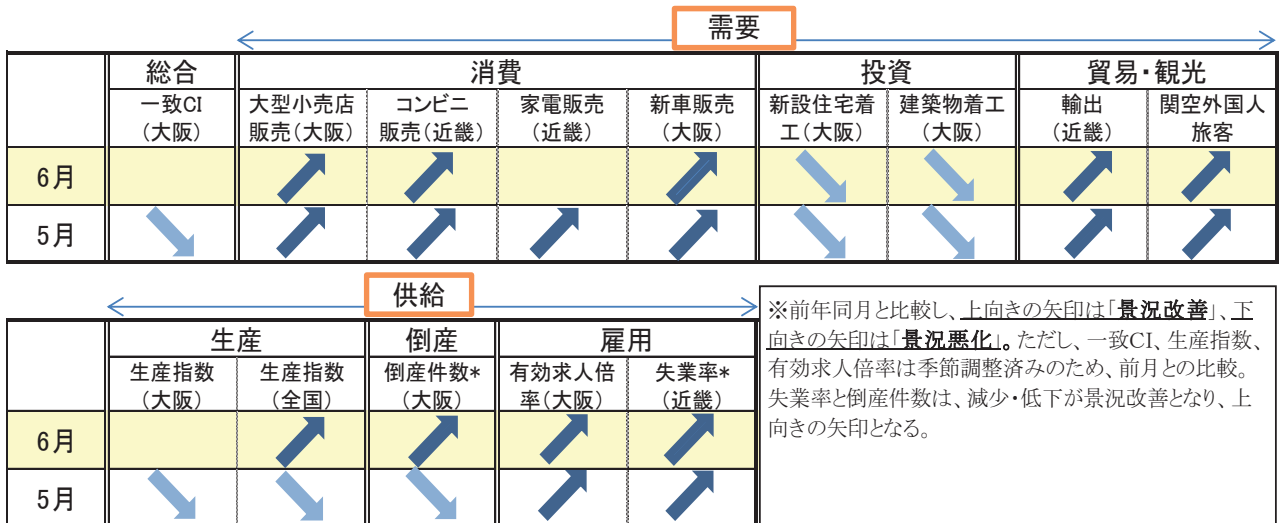 需要
総合 消費 投資 貿易・観光
一致CI 大型小売店 コンビニ 家電販売 新車販売 新設住宅着 建築物着工 輸出 関空外国人
(大阪) 販売(大阪) 販売(近畿) (近畿) (大阪) 工(大阪) (大阪) (近畿) 旅客
6月
5月
供給
生産 倒産 雇用
生産指数 生産指数 倒産件数* 有効求人倍 失業率*
(大阪) (全国) (大阪) 率(大阪) (近畿)
6月
5月
※前年同月と比較し、上向きの矢印は「景況改善」、下
向きの矢印は「景況悪化」。ただし、一致CI、生産指数、
有効求人倍率は季節調整済みのため、前月との比較。
失業率と倒産件数は、減少・低下が景況改善となり、上
向きの矢印となる。